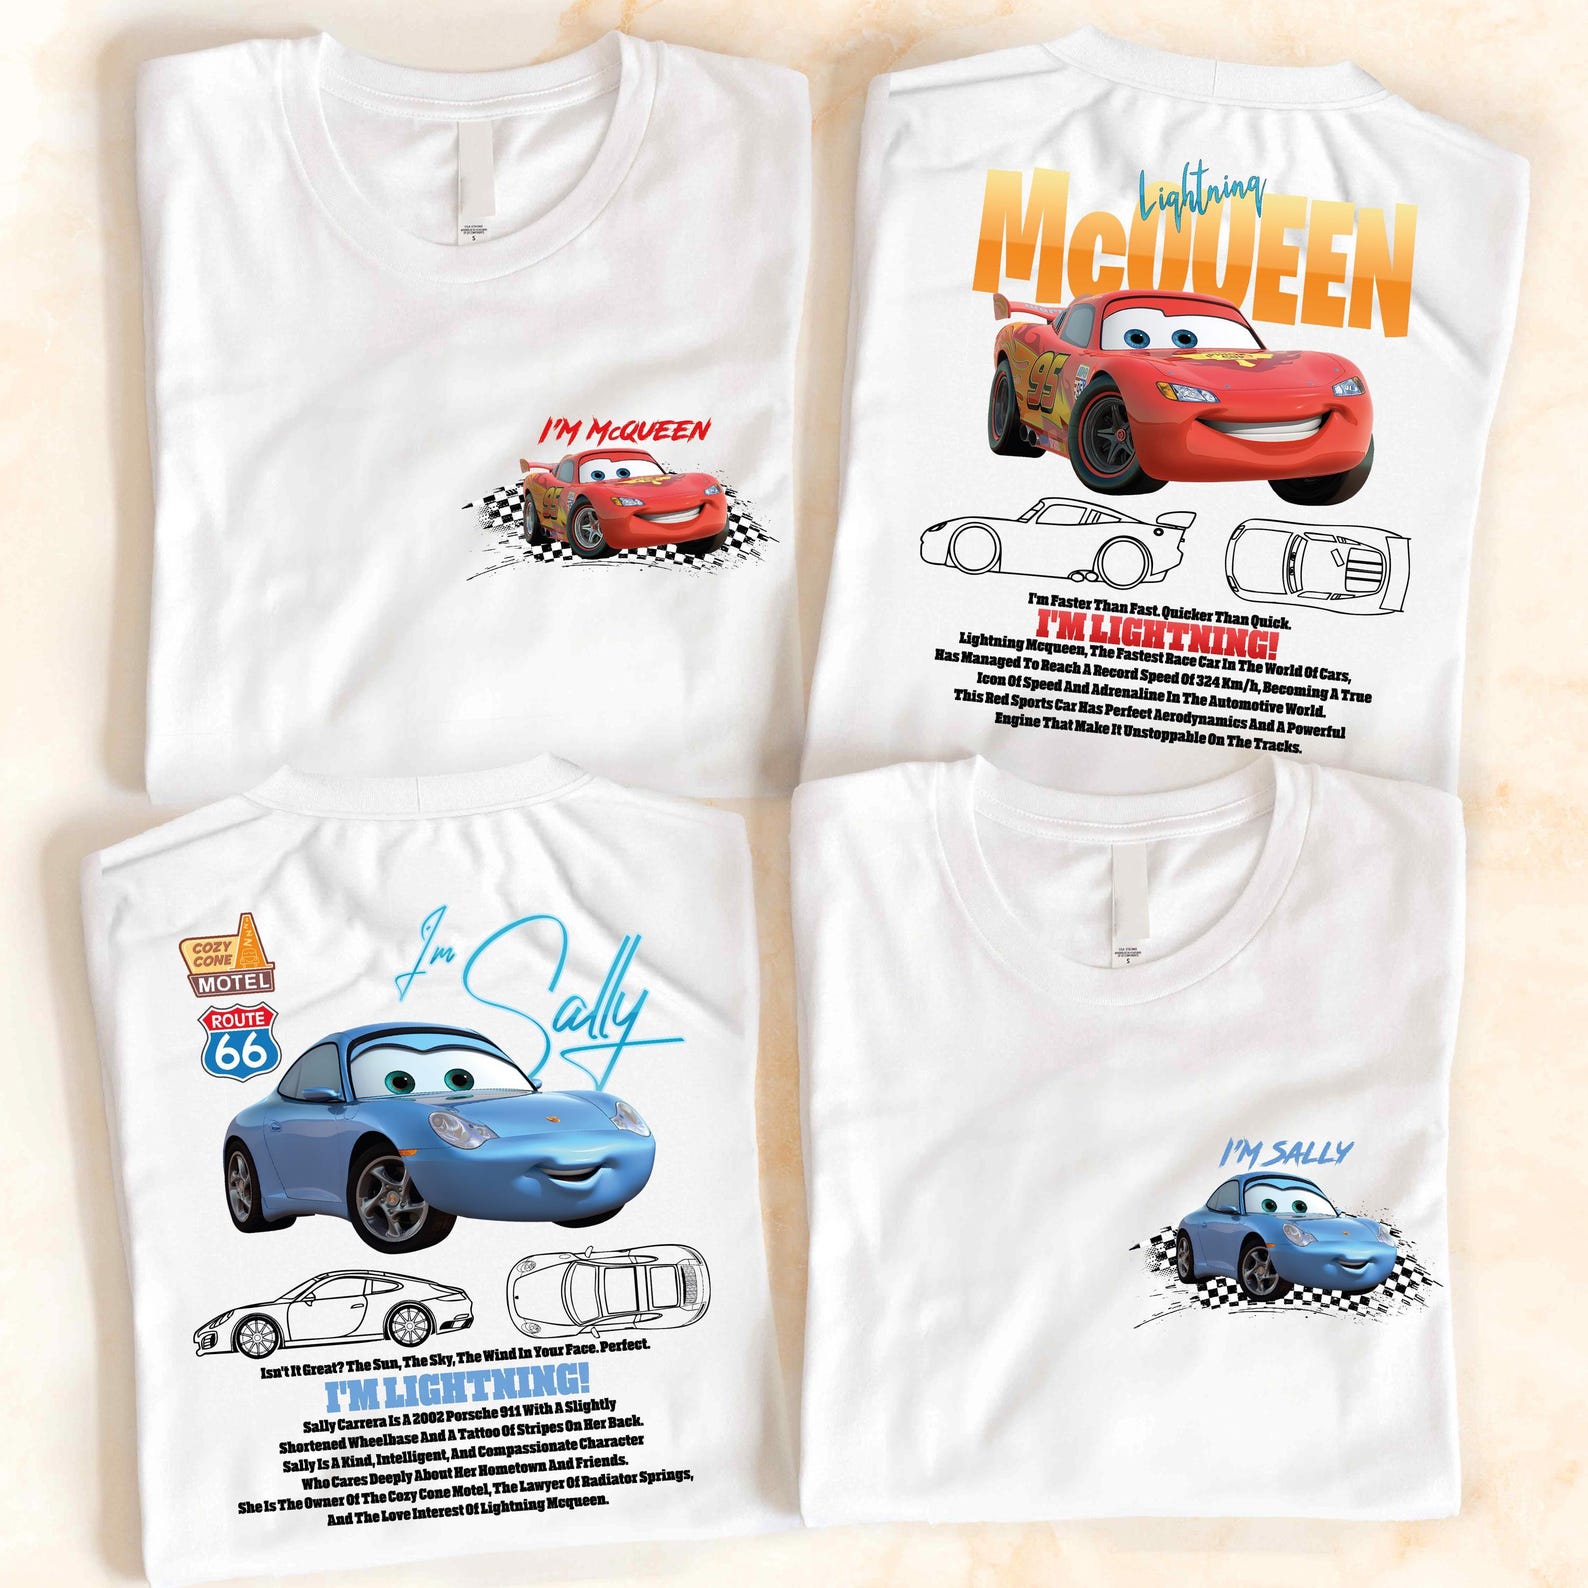 I'M McQUEEN
95
S
Lightning
McQUEEN
95
I'm Faster Than Fast. Quicker Than Quick.
I'M LIGHTNING!
Lightning Mcqueen, The Fastest Race Car In The World Of Cars,
Has Managed To Reach A Record Speed Of 324 Km/h, Becoming A True
Icon Of Speed And Adrenaline In The Automotive World.
This Red Sports Car Has Perfect Aerodynamics And A Powerful
Engine That Make It Unstoppable On The Tracks.
COZY
CONE
MOTEL
ROUTE
66
I'm
Sally
Isn't It Great? The Sun, The Sky, The Wind In Your Face. Perfect.
I'M LIGHTNING!
Sally Carrera Is A 2002 Porsche 911 With A Slightly
Shortened Wheelbase And A Tattoo Of Stripes On Her Back.
Sally Is A Kind, Intelligent, And Compassionate Character
Who Cares Deeply About Her Hometown And Friends.
She Is The Owner Of The Cozy Cone Motel, The Lawyer Of Radiator Springs,
And The Love Interest Of Lightning Mcqueen.
S
I'M SALLY